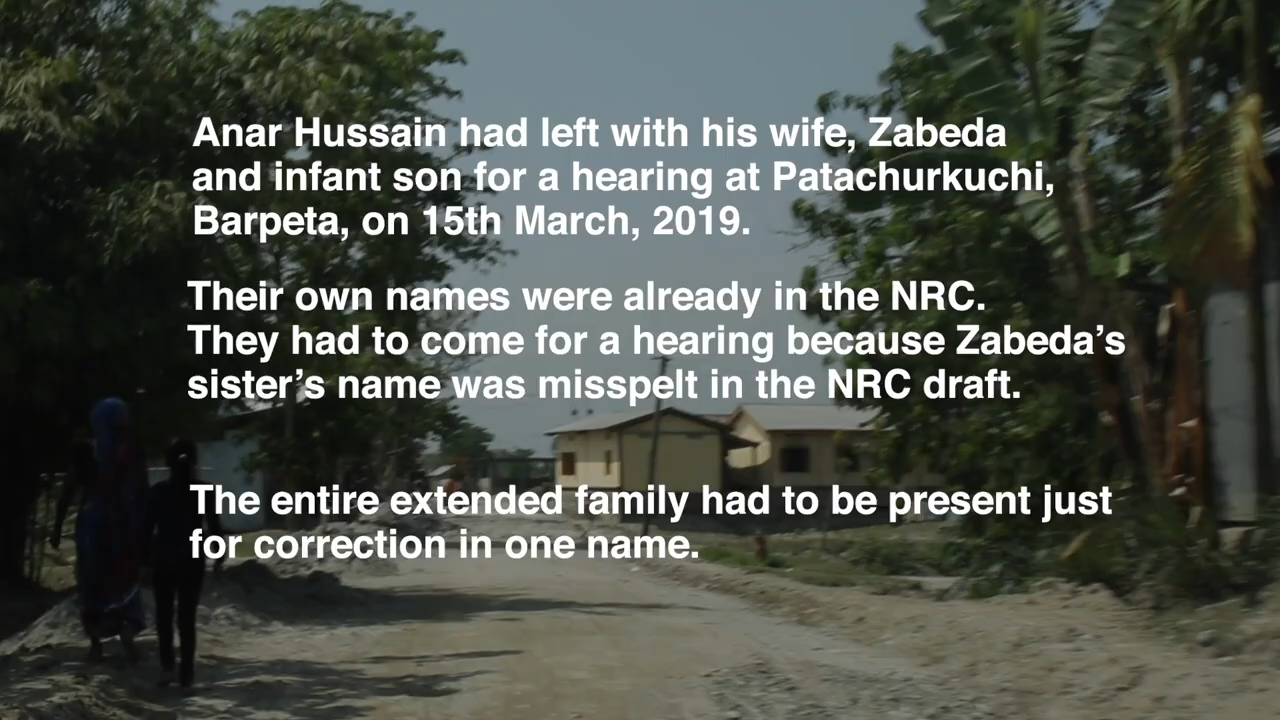 Anar Hussain had left with his wife, Zabeda
and infant son for a hearing at Patachurkuchi,
Barpeta, on 15th March, 2019.
Their own names were already in the NRC.
They had to come for a hearing because Zabeda’s
sister’s name was misspelt in the NRC draft.
The entire extended family had to be present just
for correction in one name.